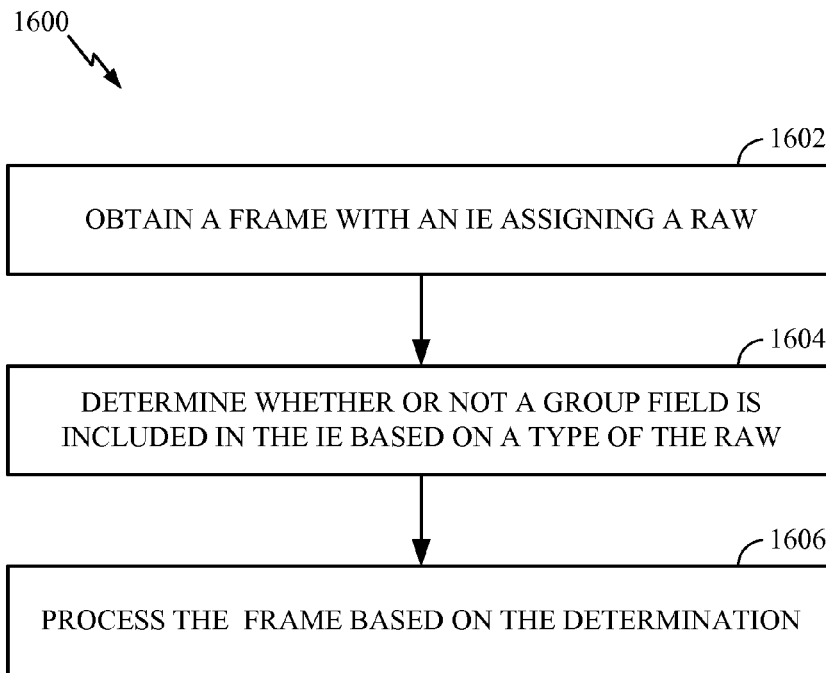 1600
1602
OBTAIN A FRAME WITH AN IE ASSIGNING A RAW
1604
DETERMINE WHETHER OR NOT A GROUP FIELD IS
INCLUDED IN THE IE BASED ON A TYPE OF THE RAW
1606
PROCESS THE FRAME BASED ON THE DETERMINATION